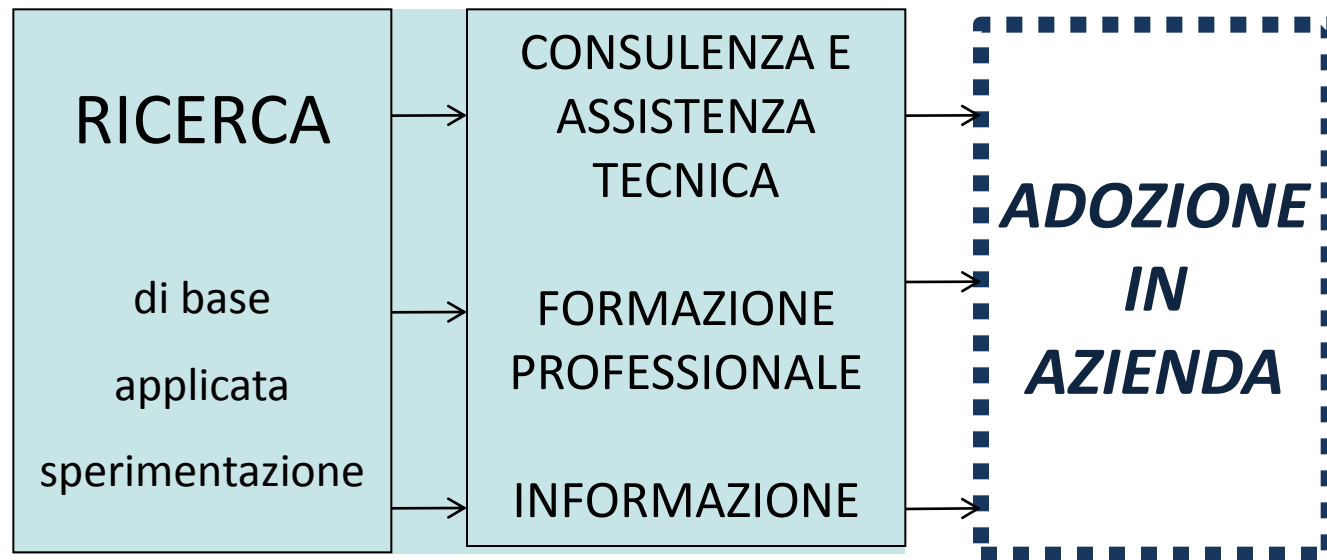 RICERCA
di base
applicata
sperimentazione
CONSULENZA E
ASSISTENZA
TECNICA
FORMAZIONE
PROFESSIONALE
INFORMAZIONE
ADOZIONE
IN
AZIENDA